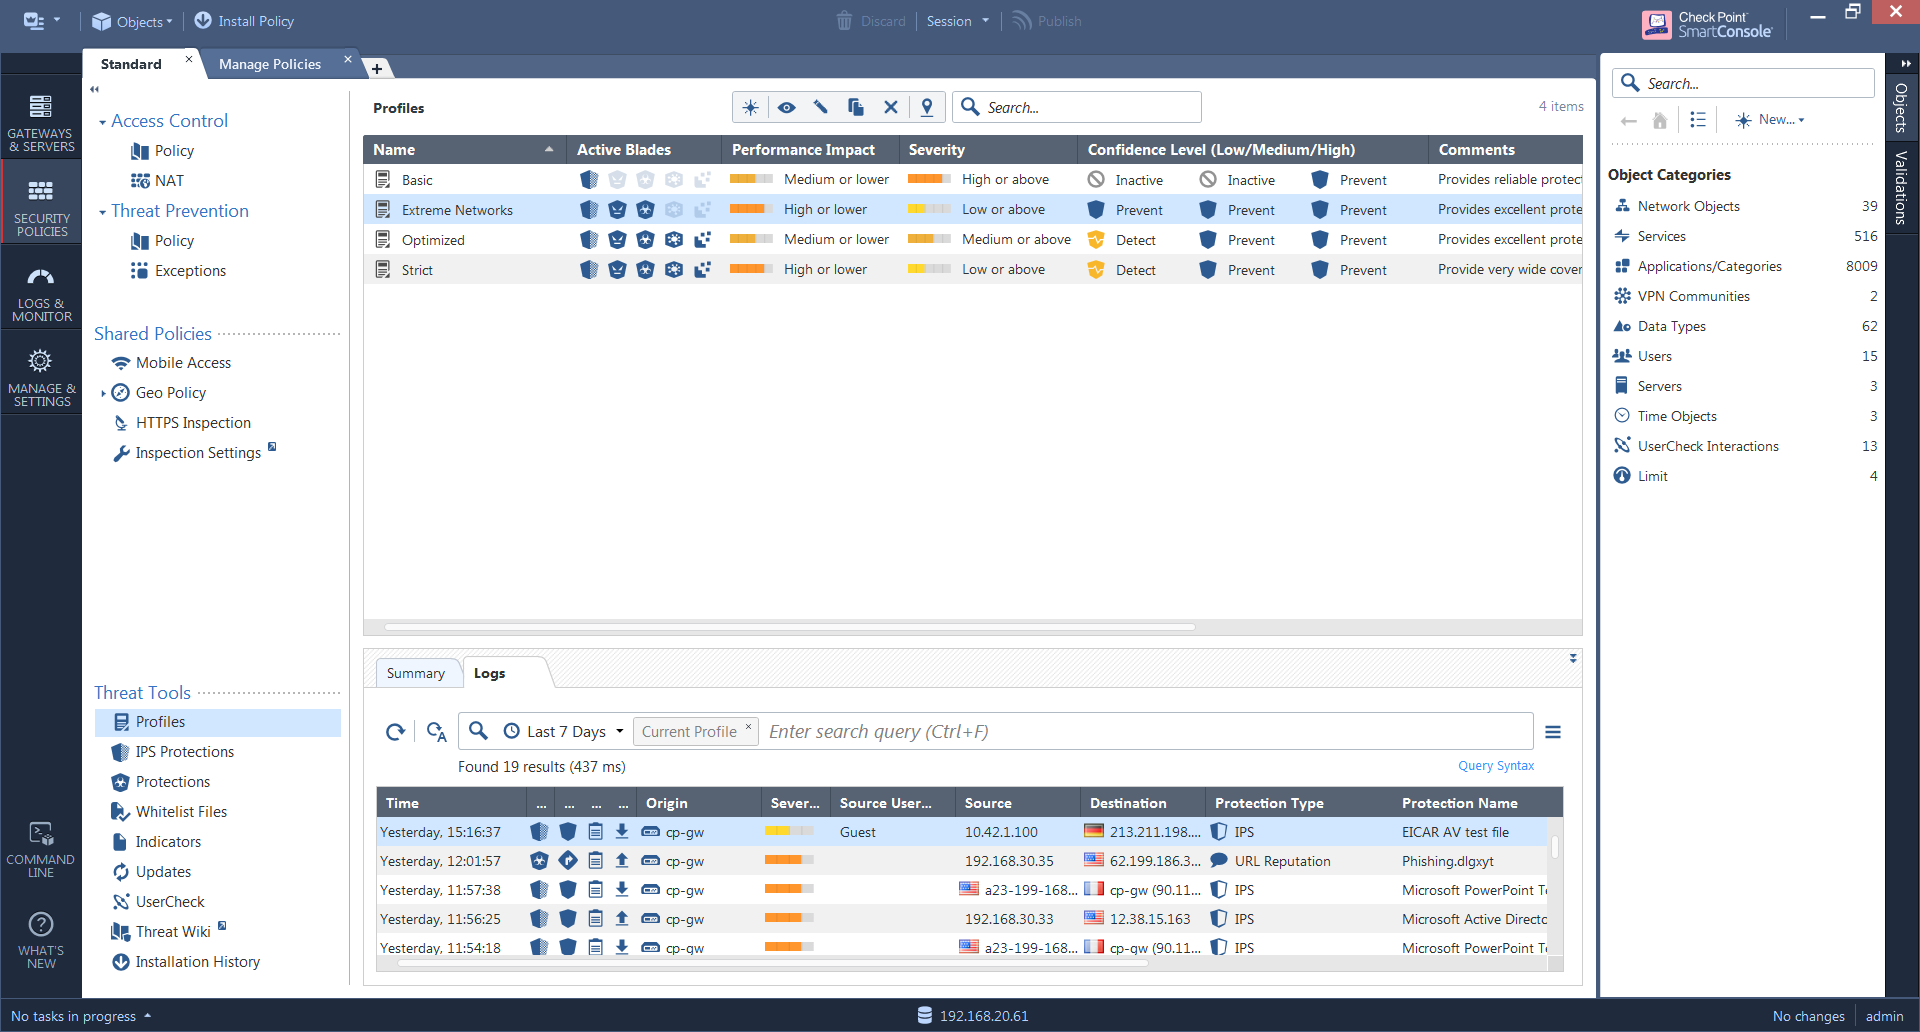 Objects
Install Policy
Discard
Session
Publish
Check Point
SmartConsole
Standard
Manage Policies
GATEWAYS
& SERVERS
SECURITY
POLICIES
LOGS &
MONITOR
MANAGE &
SETTINGS
COMMAND
LINE
WHAT'S
NEW
Access Control
Policy
NAT
Threat Prevention
Policy
Exceptions
Shared Policies
Mobile Access
Geo Policy
HTTPS Inspection
Inspection Settings
Threat Tools
Profiles
IPS Protections
Protections
Whitelist Files
Indicators
Updates
UserCheck
Threat Wiki
Installation History
Profiles
Search...
4 items
Name Active Blades Performance Impact Severity Confidence Level (Low/Medium/High) Comments
Basic Medium or lower High or above Inactive Inactive Prevent Provides reliable protec
Extreme Networks High or lower Low or above Prevent Prevent Prevent Provides excellent prote
Optimized Medium or lower Medium or above Detect Prevent Prevent Provides excellent prote
Strict High or lower Low or above Detect Prevent Prevent Provide very wide cover
Summary
Logs
Last 7 Days
Current Profile
Enter search query (Ctrl+F)
Found 19 results (437 ms)
Query Syntax
Time ... ... ... ... Origin Sever... Source User... Source Destination Protection Type Protection Name
Yesterday, 15:16:37 cp-gw Guest 10.42.1.100 213.211.198.... IPS EICAR AV test file
Yesterday, 12:01:57 cp-gw 192.168.30.35 62.199.186.3... URL Reputation Phishing.dlgxyt
Yesterday, 11:57:38 cp-gw a23-199-168... cp-gw (90.11... IPS Microsoft PowerPoint T
Yesterday, 11:56:25 cp-gw 192.168.30.33 12.38.15.163 IPS Microsoft Active Directo
Yesterday, 11:54:18 cp-gw a23-199-168... cp-gw (90.11... IPS Microsoft PowerPoint T
Search...
New...
Object Categories
Network Objects 39
Services 516
Applications/Categories 8009
VPN Communities 2
Data Types 62
Users 15
Servers 3
Time Objects 3
UserCheck Interactions 13
Limit 4
Objects
Validations
No tasks in progress
192.168.20.61
No changes
admin